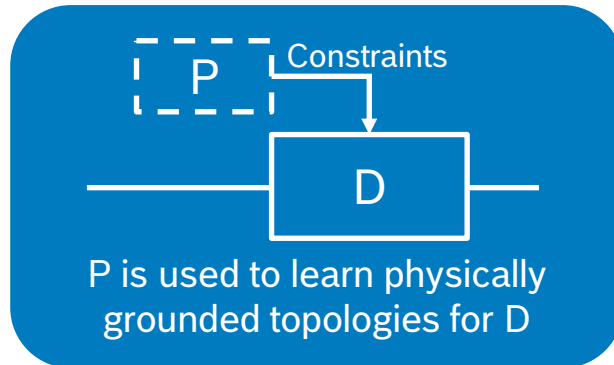 P
Constraints
D
P is used to learn physically
grounded topologies for D